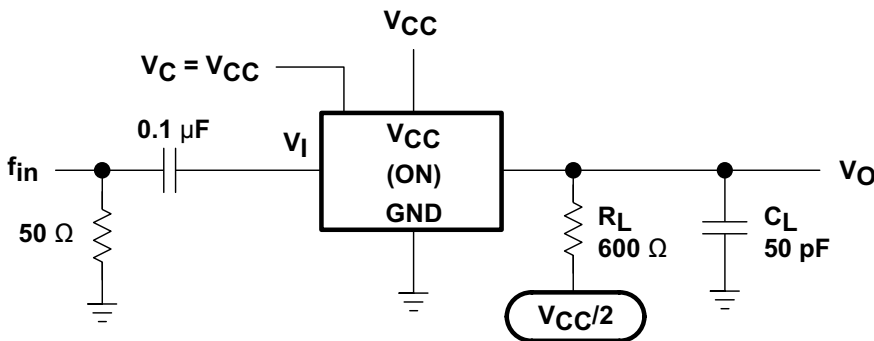 VCC
VC = VCC
0.1 µF
VI
VCC
(ON)
GND
fin
50 Ω
VO
RL
600 Ω
CL
50 pF
VCC/2